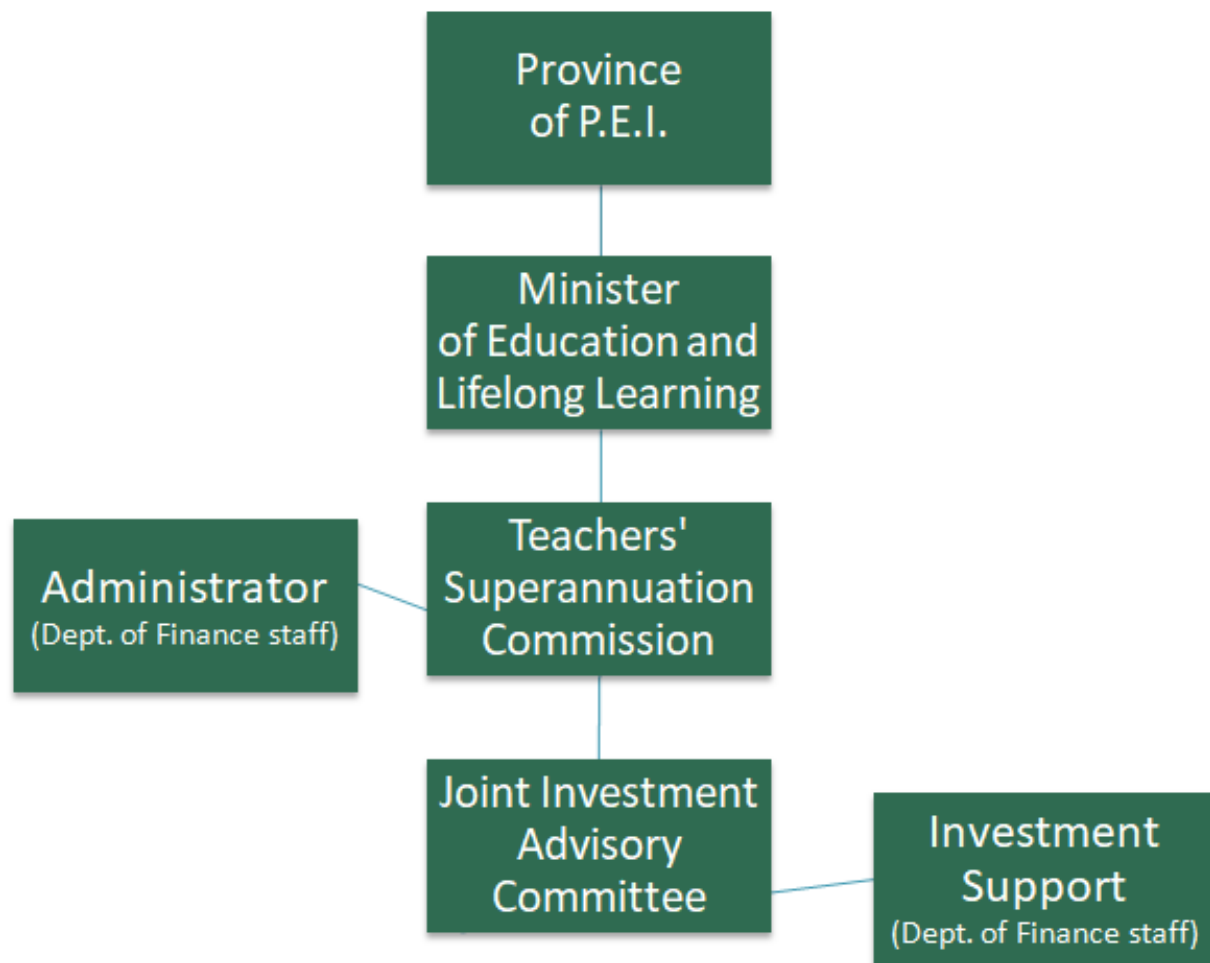 Province
of P.E.I.
Minister
of Education and
Lifelong Learning
Teachers'
Superannuation
Commission
Administrator
(Dept. of Finance staff)
Joint Investment
Advisory
Committee
Investment
Support
(Dept. of Finance staff)